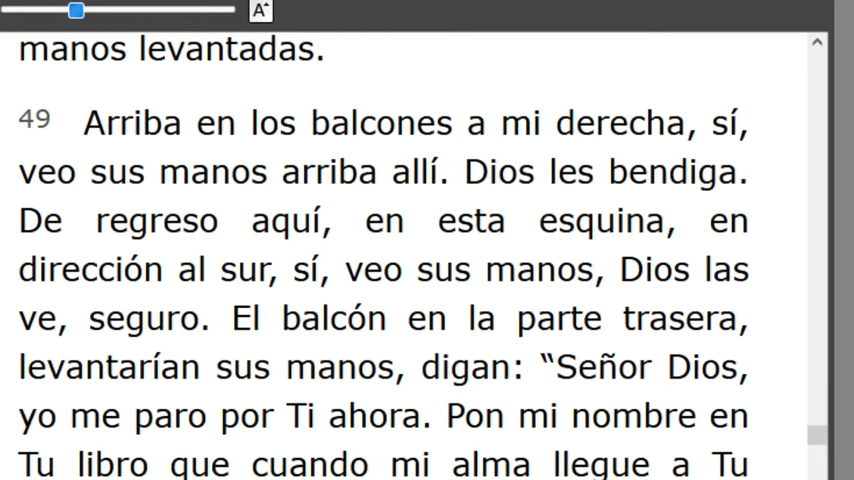 A
manos levantadas.
49 Arriba en los balcones a mi derecha, sí,
veo sus manos arriba allí. Dios les bendiga.
De regreso aquí, en esta esquina, en
dirección al sur, sí, veo sus manos, Dios las
ve, seguro. El balcón en la parte trasera,
levantarían sus manos, digan: “Señor Dios,
yo me paro por Ti ahora. Pon mi nombre en
Tu libro que cuando mi alma llegue a Tu